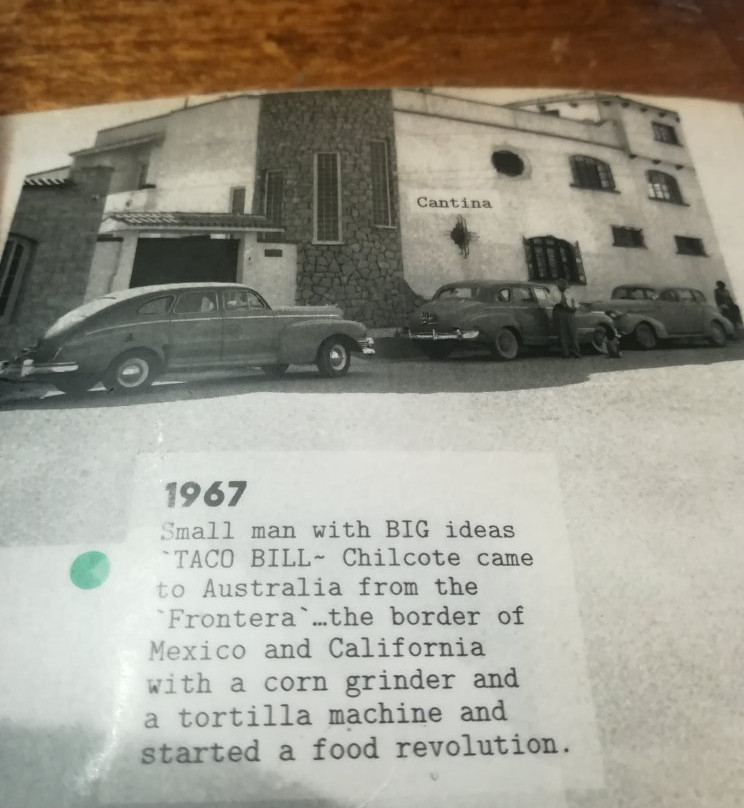 Cantina
1967
Small man with BIG ideas
`TACO BILL~ Chilcote came
to Australia from the
`Frontera`…the border of
Mexico and California
with a corn grinder and
a tortilla machine and
started a food revolution.